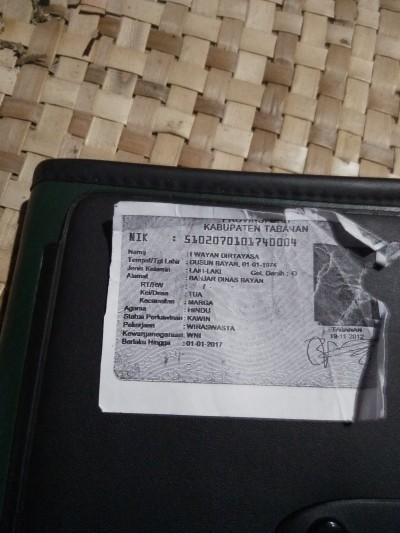 KABUPATEN TABANAN
NIK : 5102070101740004
Nama : I WAYAN DIRTAYASA
Tempat/Tgl Lahir : DUSUN BAYAN, 01-01-1974
Jenis Kelamin : LAKI-LAKI Gol. Darah : O
Alamat : BANJAR DINAS BAYAN
RT/RW : /
Kel/Desa : TUA
Kecamatan : MARGA
Agama : HINDU
Status Perkawinan : KAWIN
Pekerjaan : WIRASWASTA
Kewarganegaraan : WNI
Berlaku Hingga : 01-01-2017
TABANAN
19-11-2012